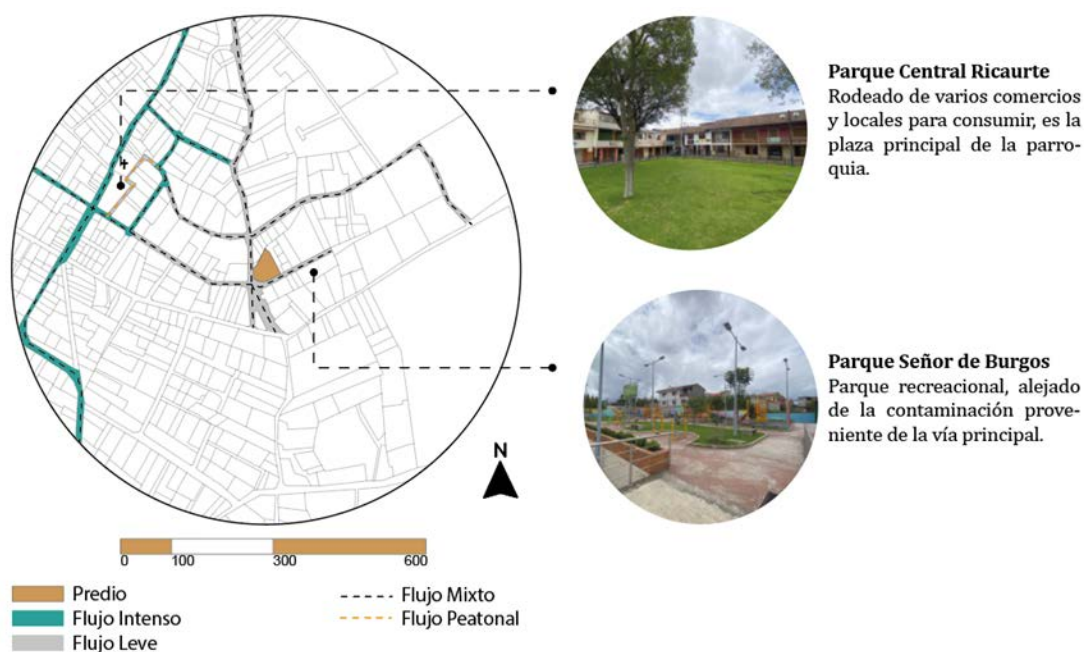 Parque Central Ricaurte
Rodeado de varios comercios
y locales para consumir, es la
plaza principal de la parro-
quia.
Parque Señor de Burgos
Parque recreacional, alejado
de la contaminación prove-
niente de la vía principal.
N
0 100 300 600
Predio
Flujo Intenso
Flujo Leve
Flujo Mixto
Flujo Peatonal